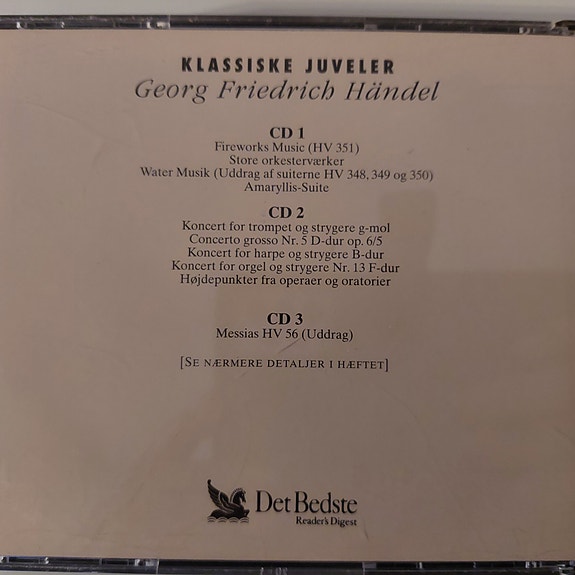 KLASSISKE JUVELER
Georg Friedrich Händel
CD 1
Fireworks Music (HV 351)
Store orkesterværker
Water Musik (Uddrag af suiterne HV 348, 349 og 350)
Amaryllis-Suite
CD 2
Koncert for trompet og strygere g-mol
Concerto grosso Nr. 5 D-dur op. 6/5
Koncert for harpe og strygere B-dur
Koncert for orgel og strygere Nr. 13 F-dur
Højdepunkter fra operaer og oratorier
CD 3
Messias HV 56 (Uddrag)
[SE NÆRMERE DETALJER I HÆFTET]
Det Bedste
Reader's Digest